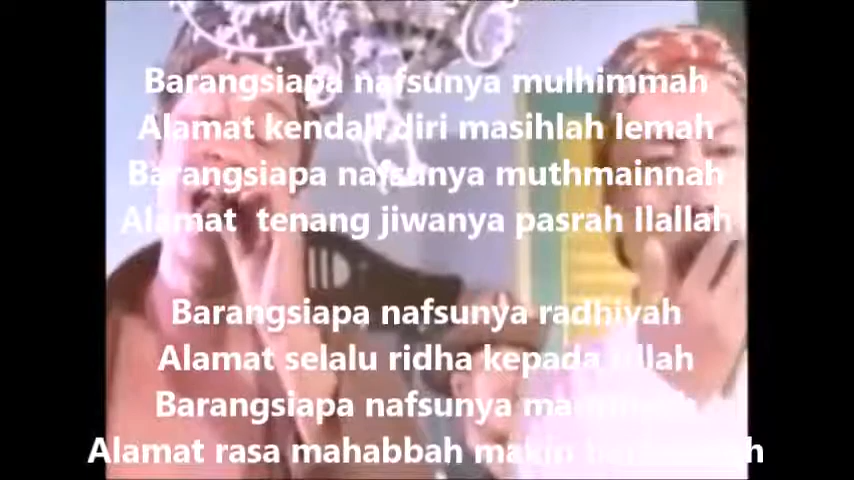 Barangsiapa nafsunya mulhimmah
Alamat kendali diri masihlah lemah
Barangsiapa nafsunya muthmainnah
Alamat tenang jiwanya pasrah Ilallah
Barangsiapa nafsunya radhiyah
Alamat selalu ridha kepada
Barangsiapa nafsunya
Alamat rasa mahabbah makin